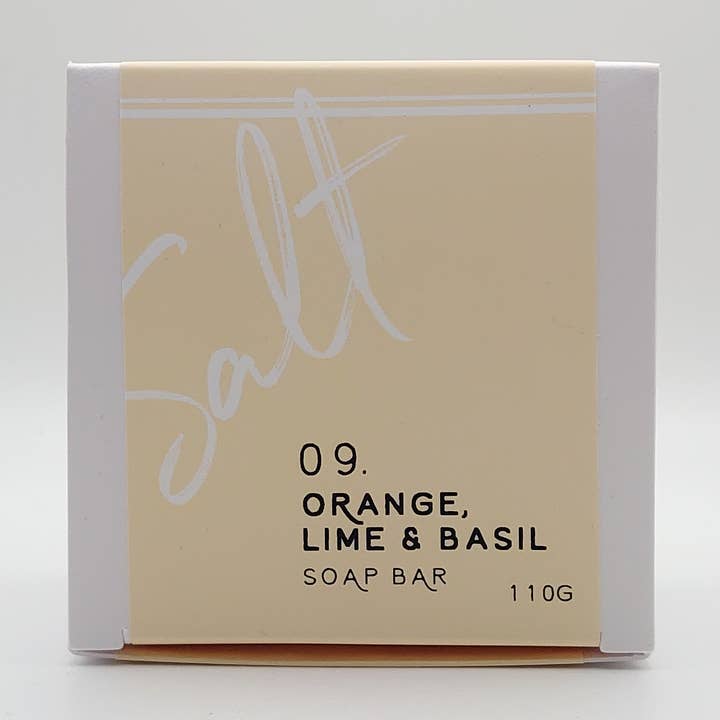 Salt
09.
ORANGE,
LIME & BASIL
SOAP BAR
110G